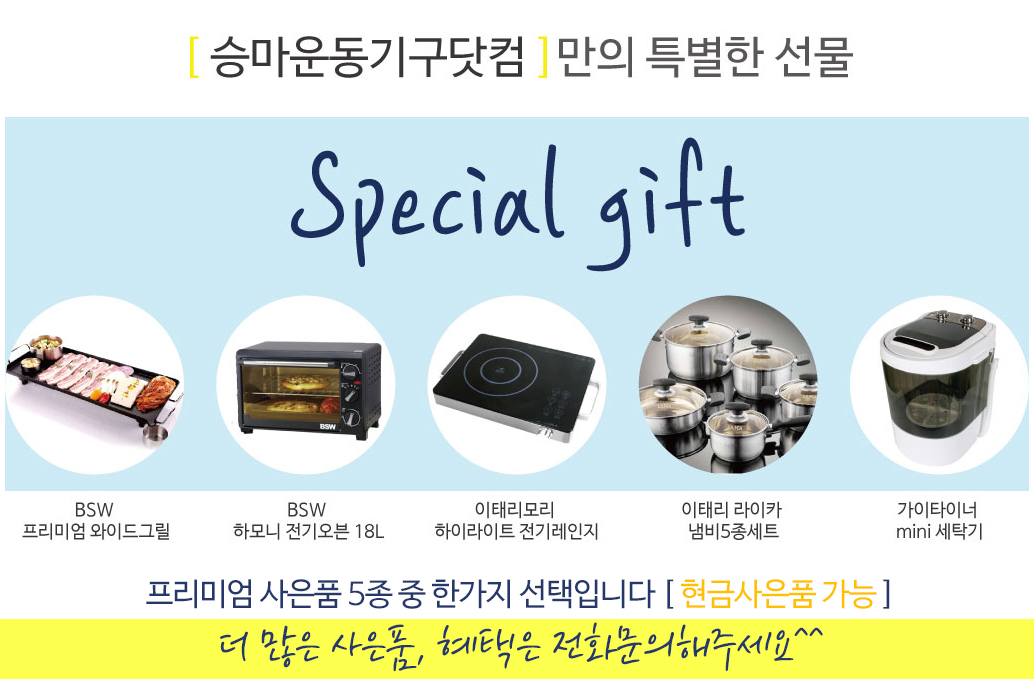 [ 승마운동기구닷컴 ]만의 특별한 선물
Special gift
BSW
BSW
프리미엄 와이드그릴
BSW
하모니 전기오븐 18L
이태리모리
하이라이트 전기레인지
이태리 라이카
냄비5종세트
가이타이너
mini 세탁기
프리미엄 사은품 5종 중 한가지 선택입니다 [ 현금사은품 가능 ]
더 많은 사은품, 혜택은 전화문의해주세요^^